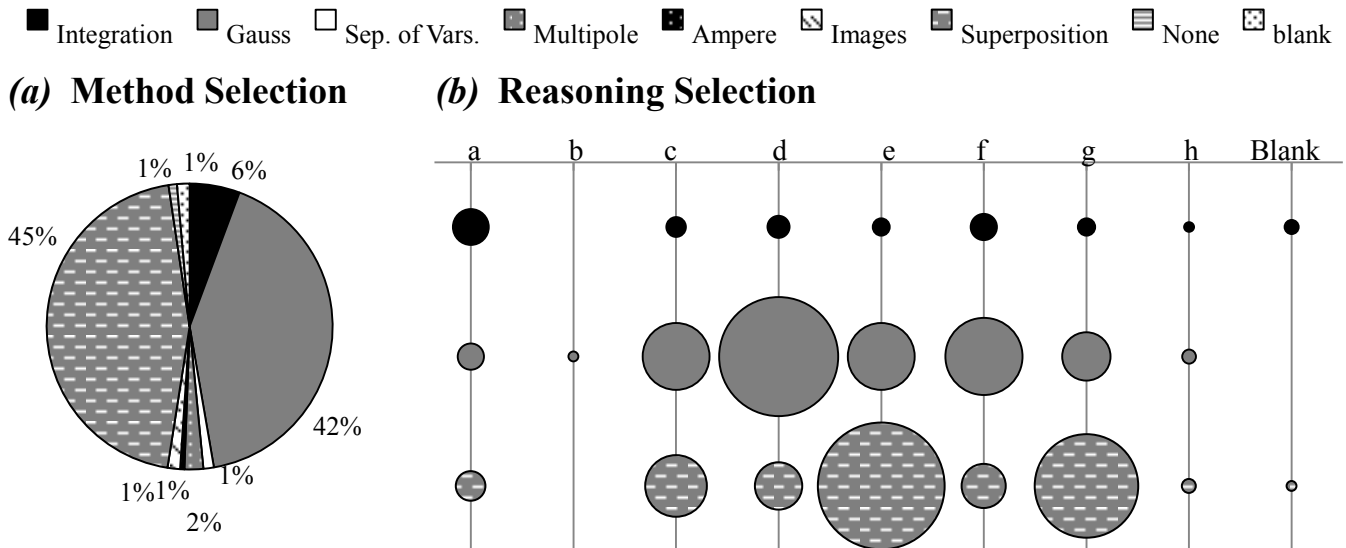 Integration Gauss Sep. of Vars. Multipole Ampere Images Superposition None blank
(a) Method Selection (b) Reasoning Selection
a b c d e f g h Blank
1% 1% 6%
45%
42%
1%1% 1%
2%